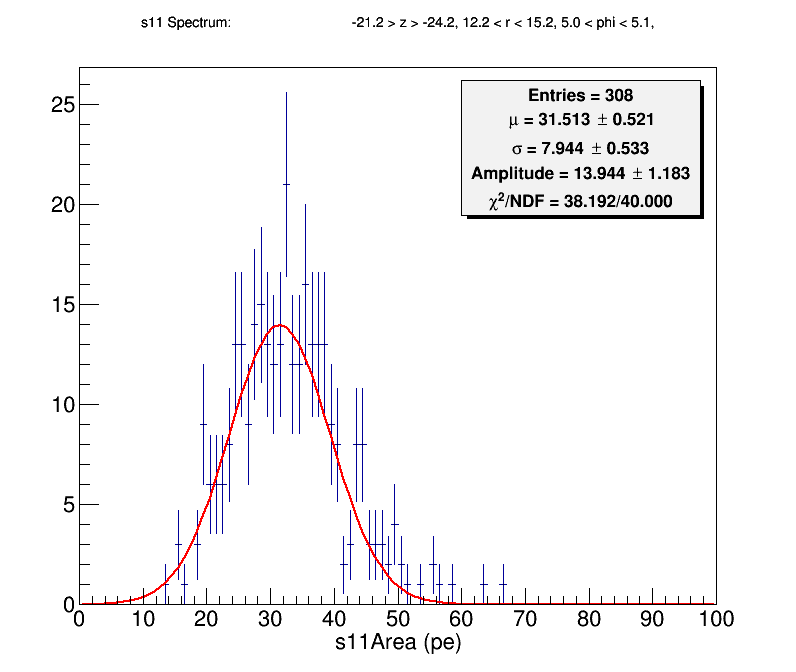 s11 Spectrum: -21.2 > z > -24.2, 12.2 < r < 15.2, 5.0 < phi < 5.1,
Entries = 308
μ = 31.513 ± 0.521
σ = 7.944 ± 0.533
Amplitude = 13.944 ± 1.183
χ²/NDF = 38.192/40.000
25
20
15
10
5
0
0 10 20 30 40 50 60 70 80 90 100
s11Area (pe)